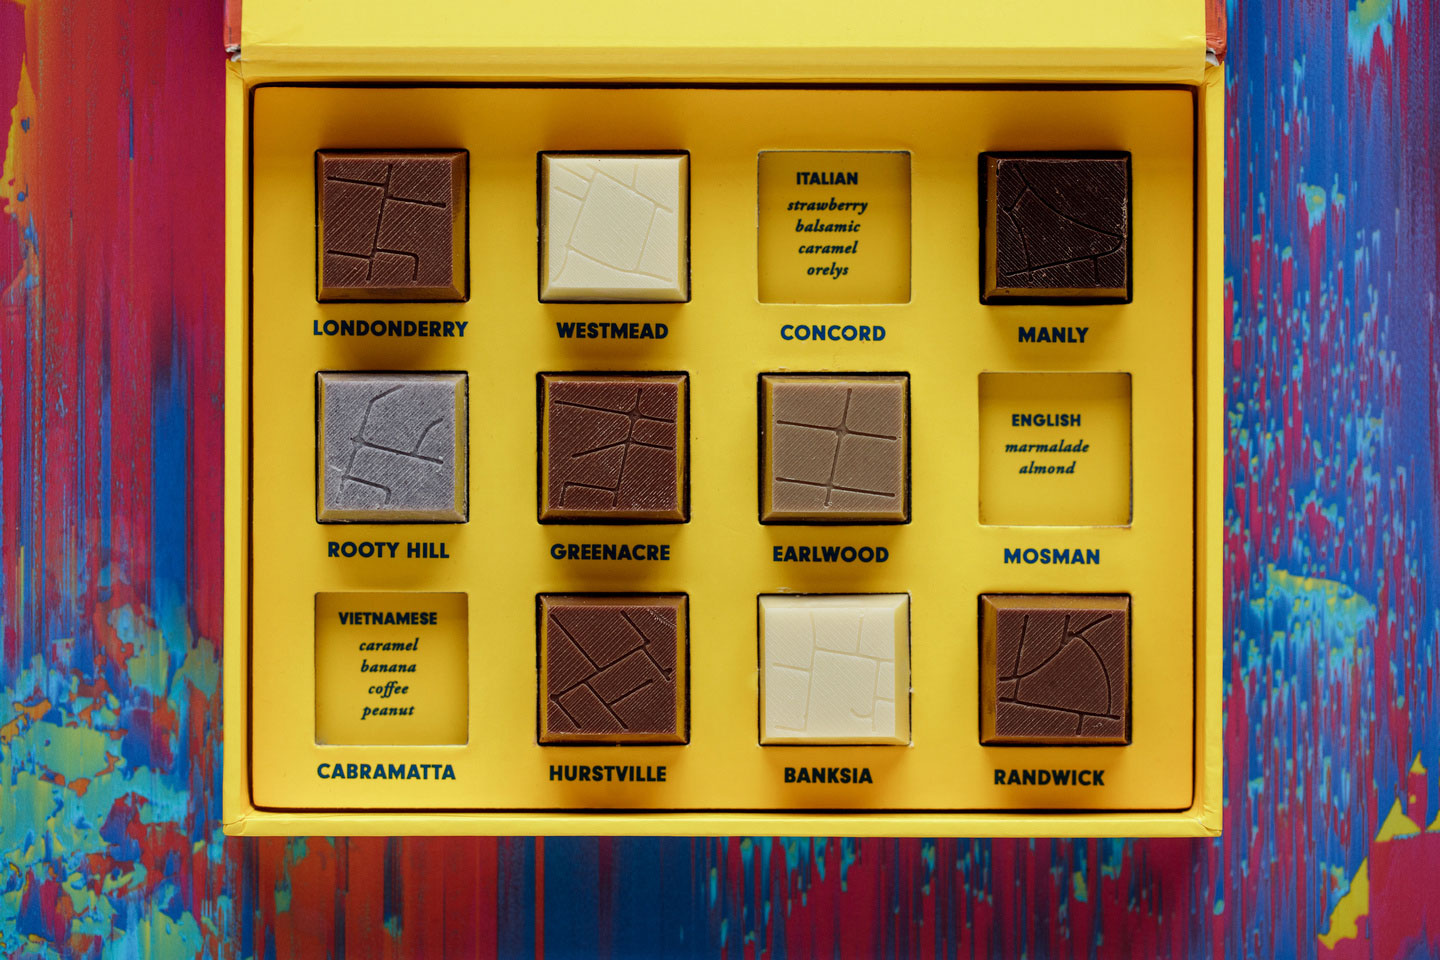 ITALIAN
strawberry
balsamic
caramel
orelys
LONDONDERRY
WESTMEAD
CONCORD
MANLY
ENGLISH
marmalade
almond
ROOTY HILL
GREENACRE
EARLWOOD
MOSMAN
VIETNAMESE
caramel
banana
coffee
peanut
CABRAMATTA
HURSTVILLE
BANKSIA
RANDWICK